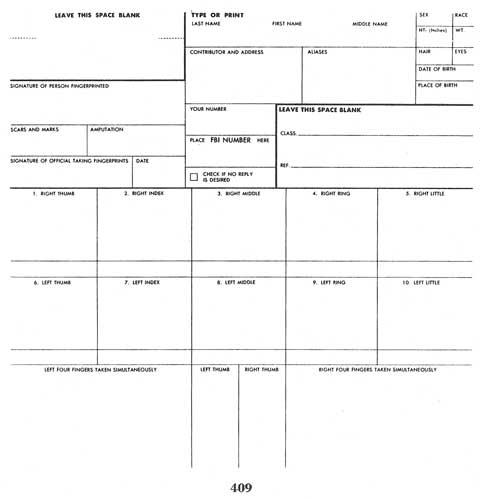 LEAVE THIS SPACE BLANK
TYPE OR PRINT
LAST NAME FIRST NAME MIDDLE NAME
SEX RACE
HT. (Inches) WT.
CONTRIBUTOR AND ADDRESS ALIASES
HAIR EYES
DATE OF BIRTH
SIGNATURE OF PERSON FINGERPRINTED
PLACE OF BIRTH
YOUR NUMBER
LEAVE THIS SPACE BLANK
SCARS AND MARKS AMPUTATION
CLASS.
PLACE FBI NUMBER HERE
SIGNATURE OF OFFICIAL TAKING FINGERPRINTS DATE
REF.
CHECK IF NO REPLY
IS DESIRED
1. RIGHT THUMB 2. RIGHT INDEX 3. RIGHT MIDDLE 4. RIGHT RING 5. RIGHT LITTLE
6. LEFT THUMB 7. LEFT INDEX 8. LEFT MIDDLE 9. LEFT RING 10 LEFT LITTLE
LEFT FOUR FINGERS TAKEN SIMULTANEOUSLY LEFT THUMB RIGHT THUMB RIGHT FOUR FINGERS TAKEN SIMULTANEOUSLY
409